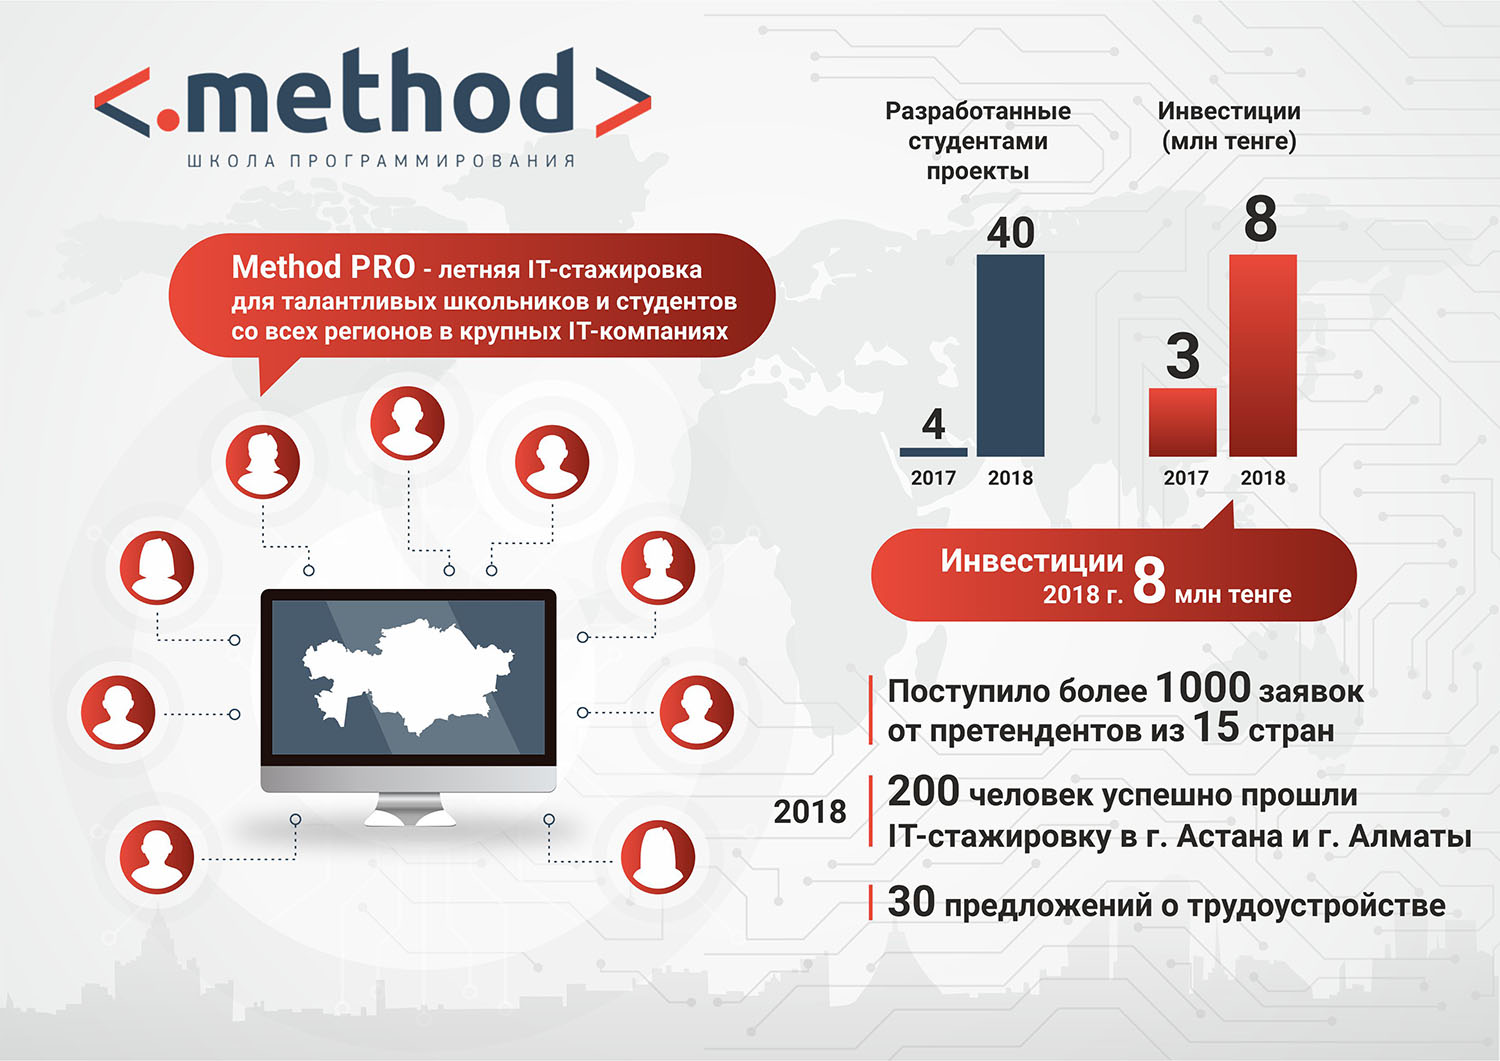 <.method>
ШКОЛА ПРОГРАММИРОВАНИЯ
Method PRO - летняя IT-стажировка
для талантливых школьников и студентов
со всех регионов в крупных IT-компаниях
Разработанные
студентами
проекты
40
4
2017 2018
Инвестиции
(млн тенге)
8
3
2017 2018
Инвестиции
2018 г. 8 млн тенге
2018
Поступило более 1000 заявок
от претендентов из 15 стран
200 человек успешно прошли
IT-стажировку в г. Астана и г. Алматы
30 предложений о трудоустройстве